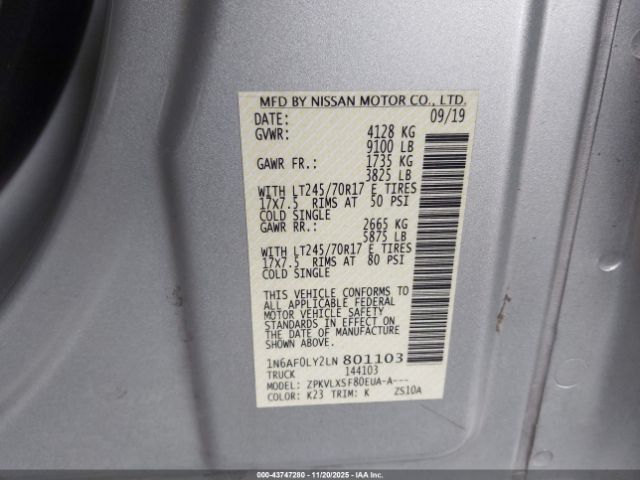 MFD BY NISSAN MOTOR CO., LTD.
DATE: 09/19
GVWR: 4128 KG
9100 LB
GAWR FR.: 1735 KG
3825 LB
WITH LT245/70R17 E TIRES
17X7.5 RIMS AT 50 PSI
COLD SINGLE
GAWR RR.: 2665 KG
5875 LB
WITH LT245/70R17 E TIRES
17X7.5 RIMS AT 80 PSI
COLD SINGLE
THIS VEHICLE CONFORMS TO
ALL APPLICABLE FEDERAL
MOTOR VEHICLE SAFETY
STANDARDS IN EFFECT ON
THE DATE OF MANUFACTURE
SHOWN ABOVE.
1N6AF0LY2LN 801103
TRUCK 144103
MODEL: ZPKVLXSF80EUA-A---
COLOR: K23 TRIM: K ZS10A
000-43747280 - 11/20/2025 - IAAI.COM